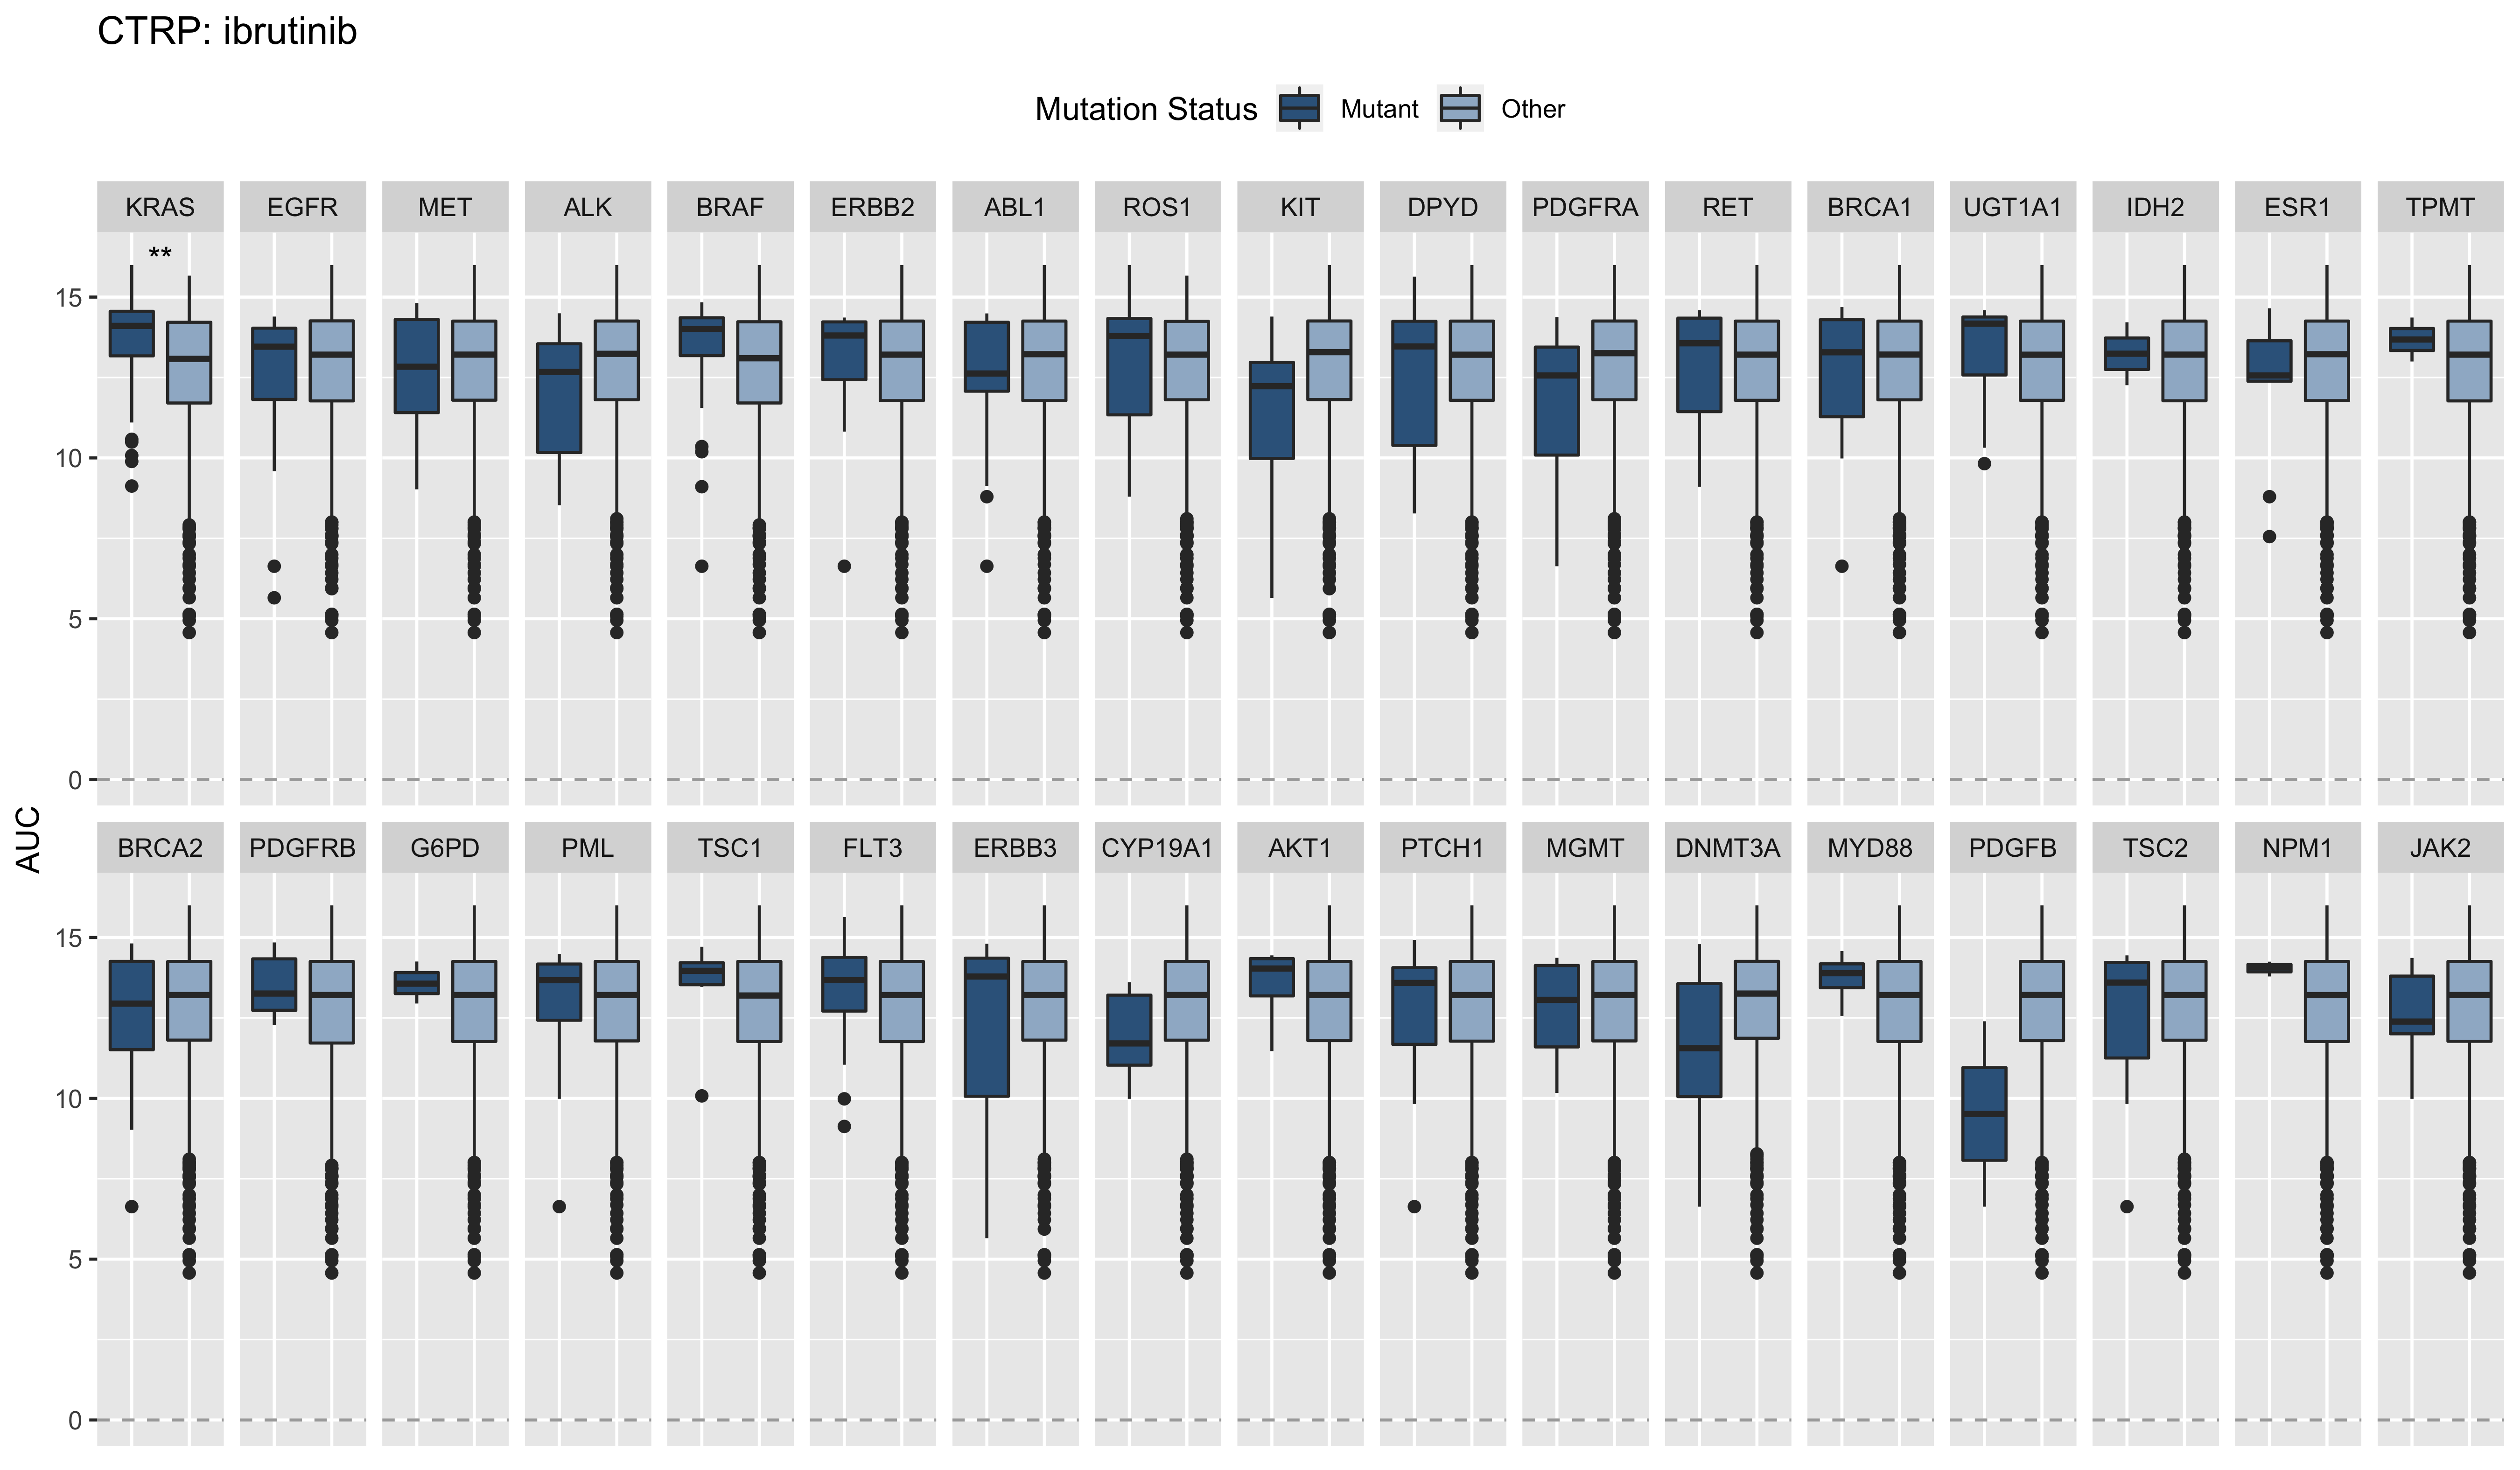 CTRP: ibrutinib
Mutation Status Mutant Other
KRAS EGFR MET ALK BRAF ERBB2 ABL1 ROS1 KIT DPYD PDGFRA RET BRCA1 UGT1A1 IDH2 ESR1 TPMT
**
15
10
5
0
AUC
BRCA2 PDGFRB G6PD PML TSC1 FLT3 ERBB3 CYP19A1 AKT1 PTCH1 MGMT DNMT3A MYD88 PDGFB TSC2 NPM1 JAK2
15
10
5
0